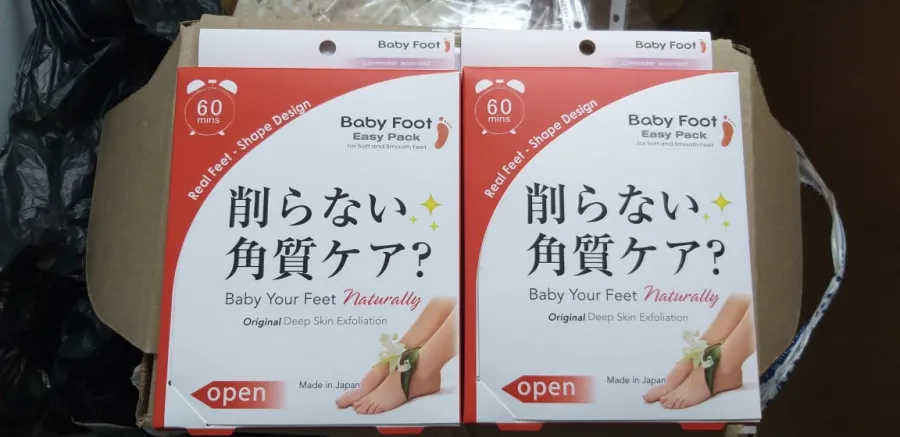 Baby Foot
Lavender scented
60
mins
Real Feet - Shape Design
Baby Foot
Easy Pack
for Soft and Smooth Feet
削らない
角質ケア?
Baby Your Feet Naturally
Original Deep Skin Exfoliation
open
Made in Japan
Baby Foot
Lavender scented
60
mins
Real Feet - Shape Design
Baby Foot
Easy Pack
for Soft and Smooth Feet
削らない
角質ケア?
Baby Your Feet Naturally
Original Deep Skin Exfoliation
open
Made in Japan